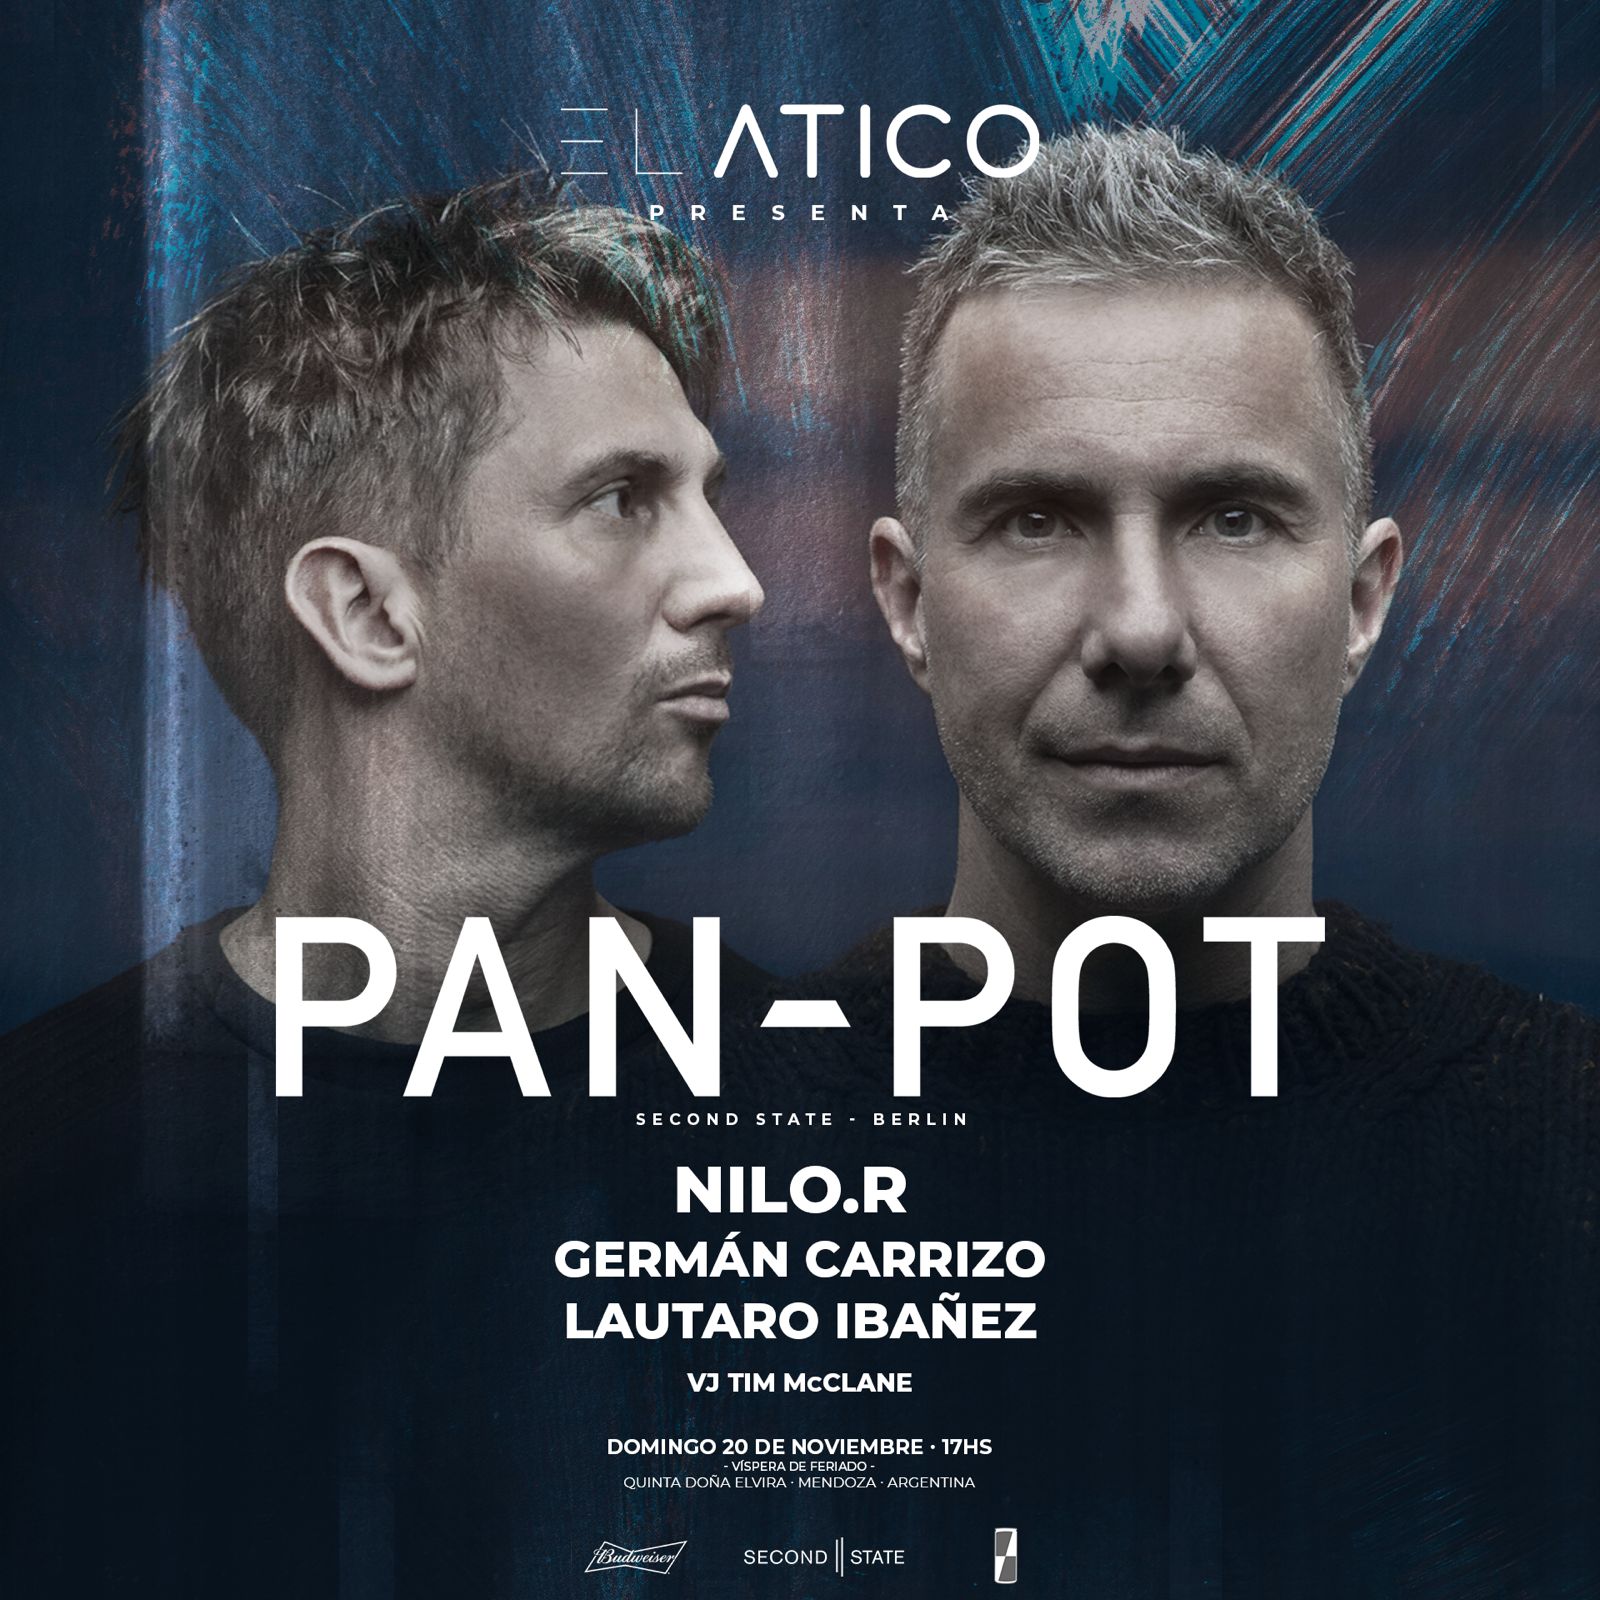 EL ATICO
PRESENTA
PAN-POT
SECOND STATE - BERLIN
NILO.R
GERMÁN CARRIZO
LAUTARO IBAÑEZ
VJ TIM McCLANE
DOMINGO 20 DE NOVIEMBRE · 17HS
- VÍSPERA DE FERIADO -
QUINTA DOÑA ELVIRA · MENDOZA · ARGENTINA
Budweiser SECOND || STATE